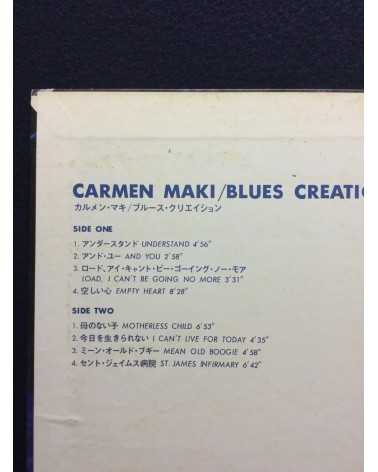 CARMEN MAKI/BLUES CREATIO
カルメン・マキ/ブルース・クリエイション
SIDE ONE
1. アンダースタンド UNDERSTAND 4'56"
2. アンド・ユー AND YOU 2'58"
3. ロード、アイ・キャント・ビー・ゴーイング・ノー・モア
LOAD, I CAN'T BE GOING NO MORE 3'51"
4. 空しい心 EMPTY HEART 8'28"
SIDE TWO
1. 母のない子 MOTHERLESS CHILD 6'53"
2. 今日を生きられない I CAN'T LIVE FOR TODAY 4'35"
3. ミーン・オールド・ブギー MEAN OLD BOOGIE 4'58"
4. セント・ジェイムス病院 ST. JAMES INFIRMARY 6'42"